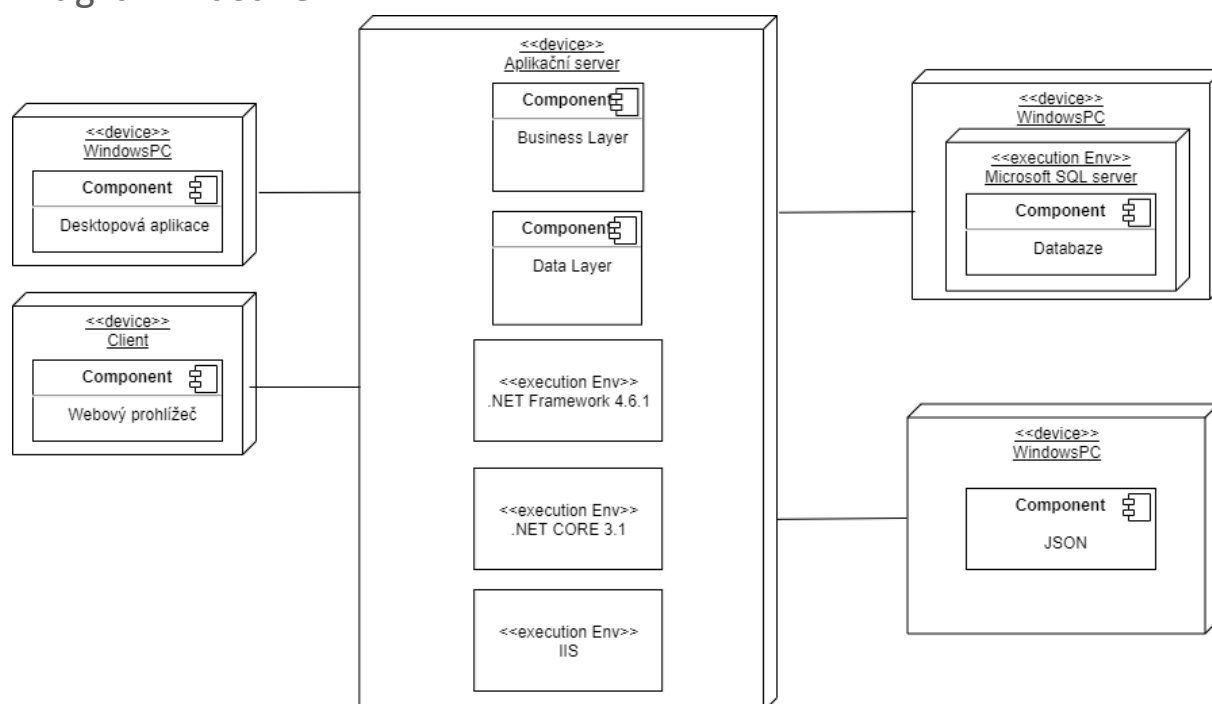 <<device>>
WindowsPC
Component
Desktopová aplikace
<<device>>
Client
Component
Webový prohlížeč
<<device>>
Aplikační server
Component
Business Layer
Component
Data Layer
<<execution Env>>
.NET Framework 4.6.1
<<execution Env>>
.NET CORE 3.1
<<execution Env>>
IIS
<<device>>
WindowsPC
<<execution Env>>
Microsoft SQL server
Component
Databaze
<<device>>
WindowsPC
Component
JSON